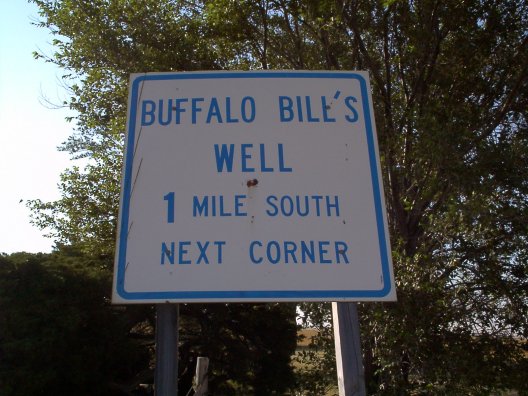 BUFFALO BILL'S
WELL
1 MILE SOUTH
NEXT CORNER